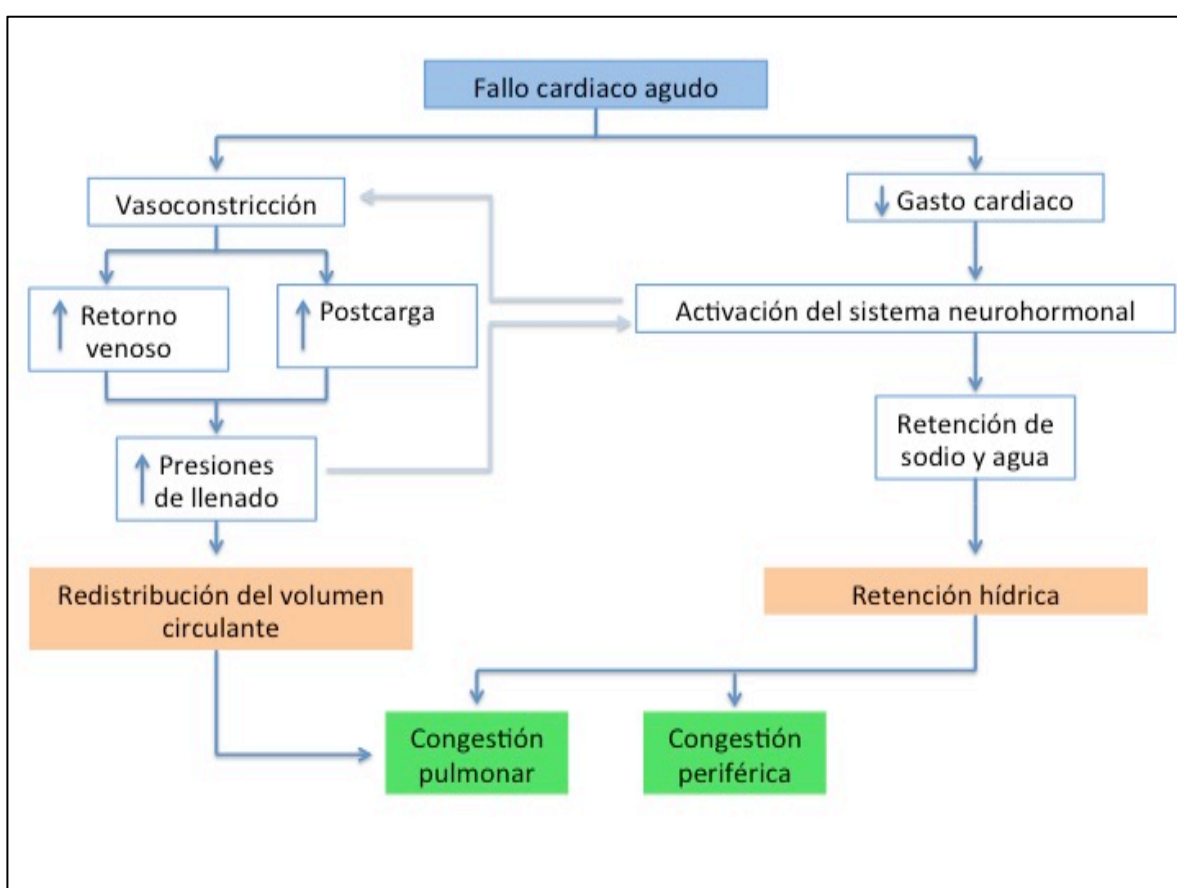 Fallo cardiaco agudo
Vasoconstricción
Gasto cardiaco
Retorno
venoso
Postcarga
Activación del sistema neurohormonal
Presiones
de llenado
Retención de
sodio y agua
Redistribución del volumen
circulante
Retención hídrica
Congestión
pulmonar
Congestión
periférica